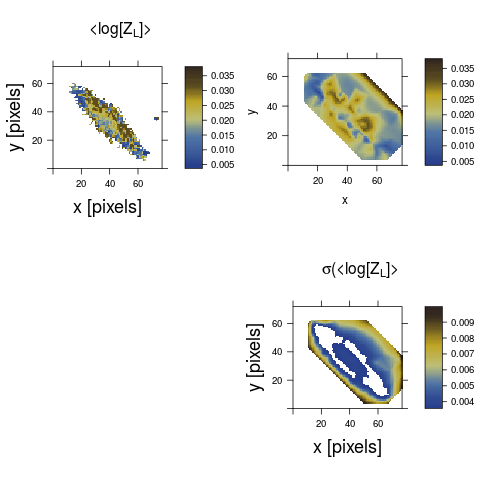 <log[Z_L]>
60
40
20
20 40 60
x [pixels]
y [pixels]
0.035
0.030
0.025
0.020
0.015
0.010
0.005
60
40
20
20 40 60
x
y
0.035
0.030
0.025
0.020
0.015
0.010
0.005
σ(<log[Z_L]>
60
40
20
20 40 60
x [pixels]
y [pixels]
0.009
0.008
0.007
0.006
0.005
0.004